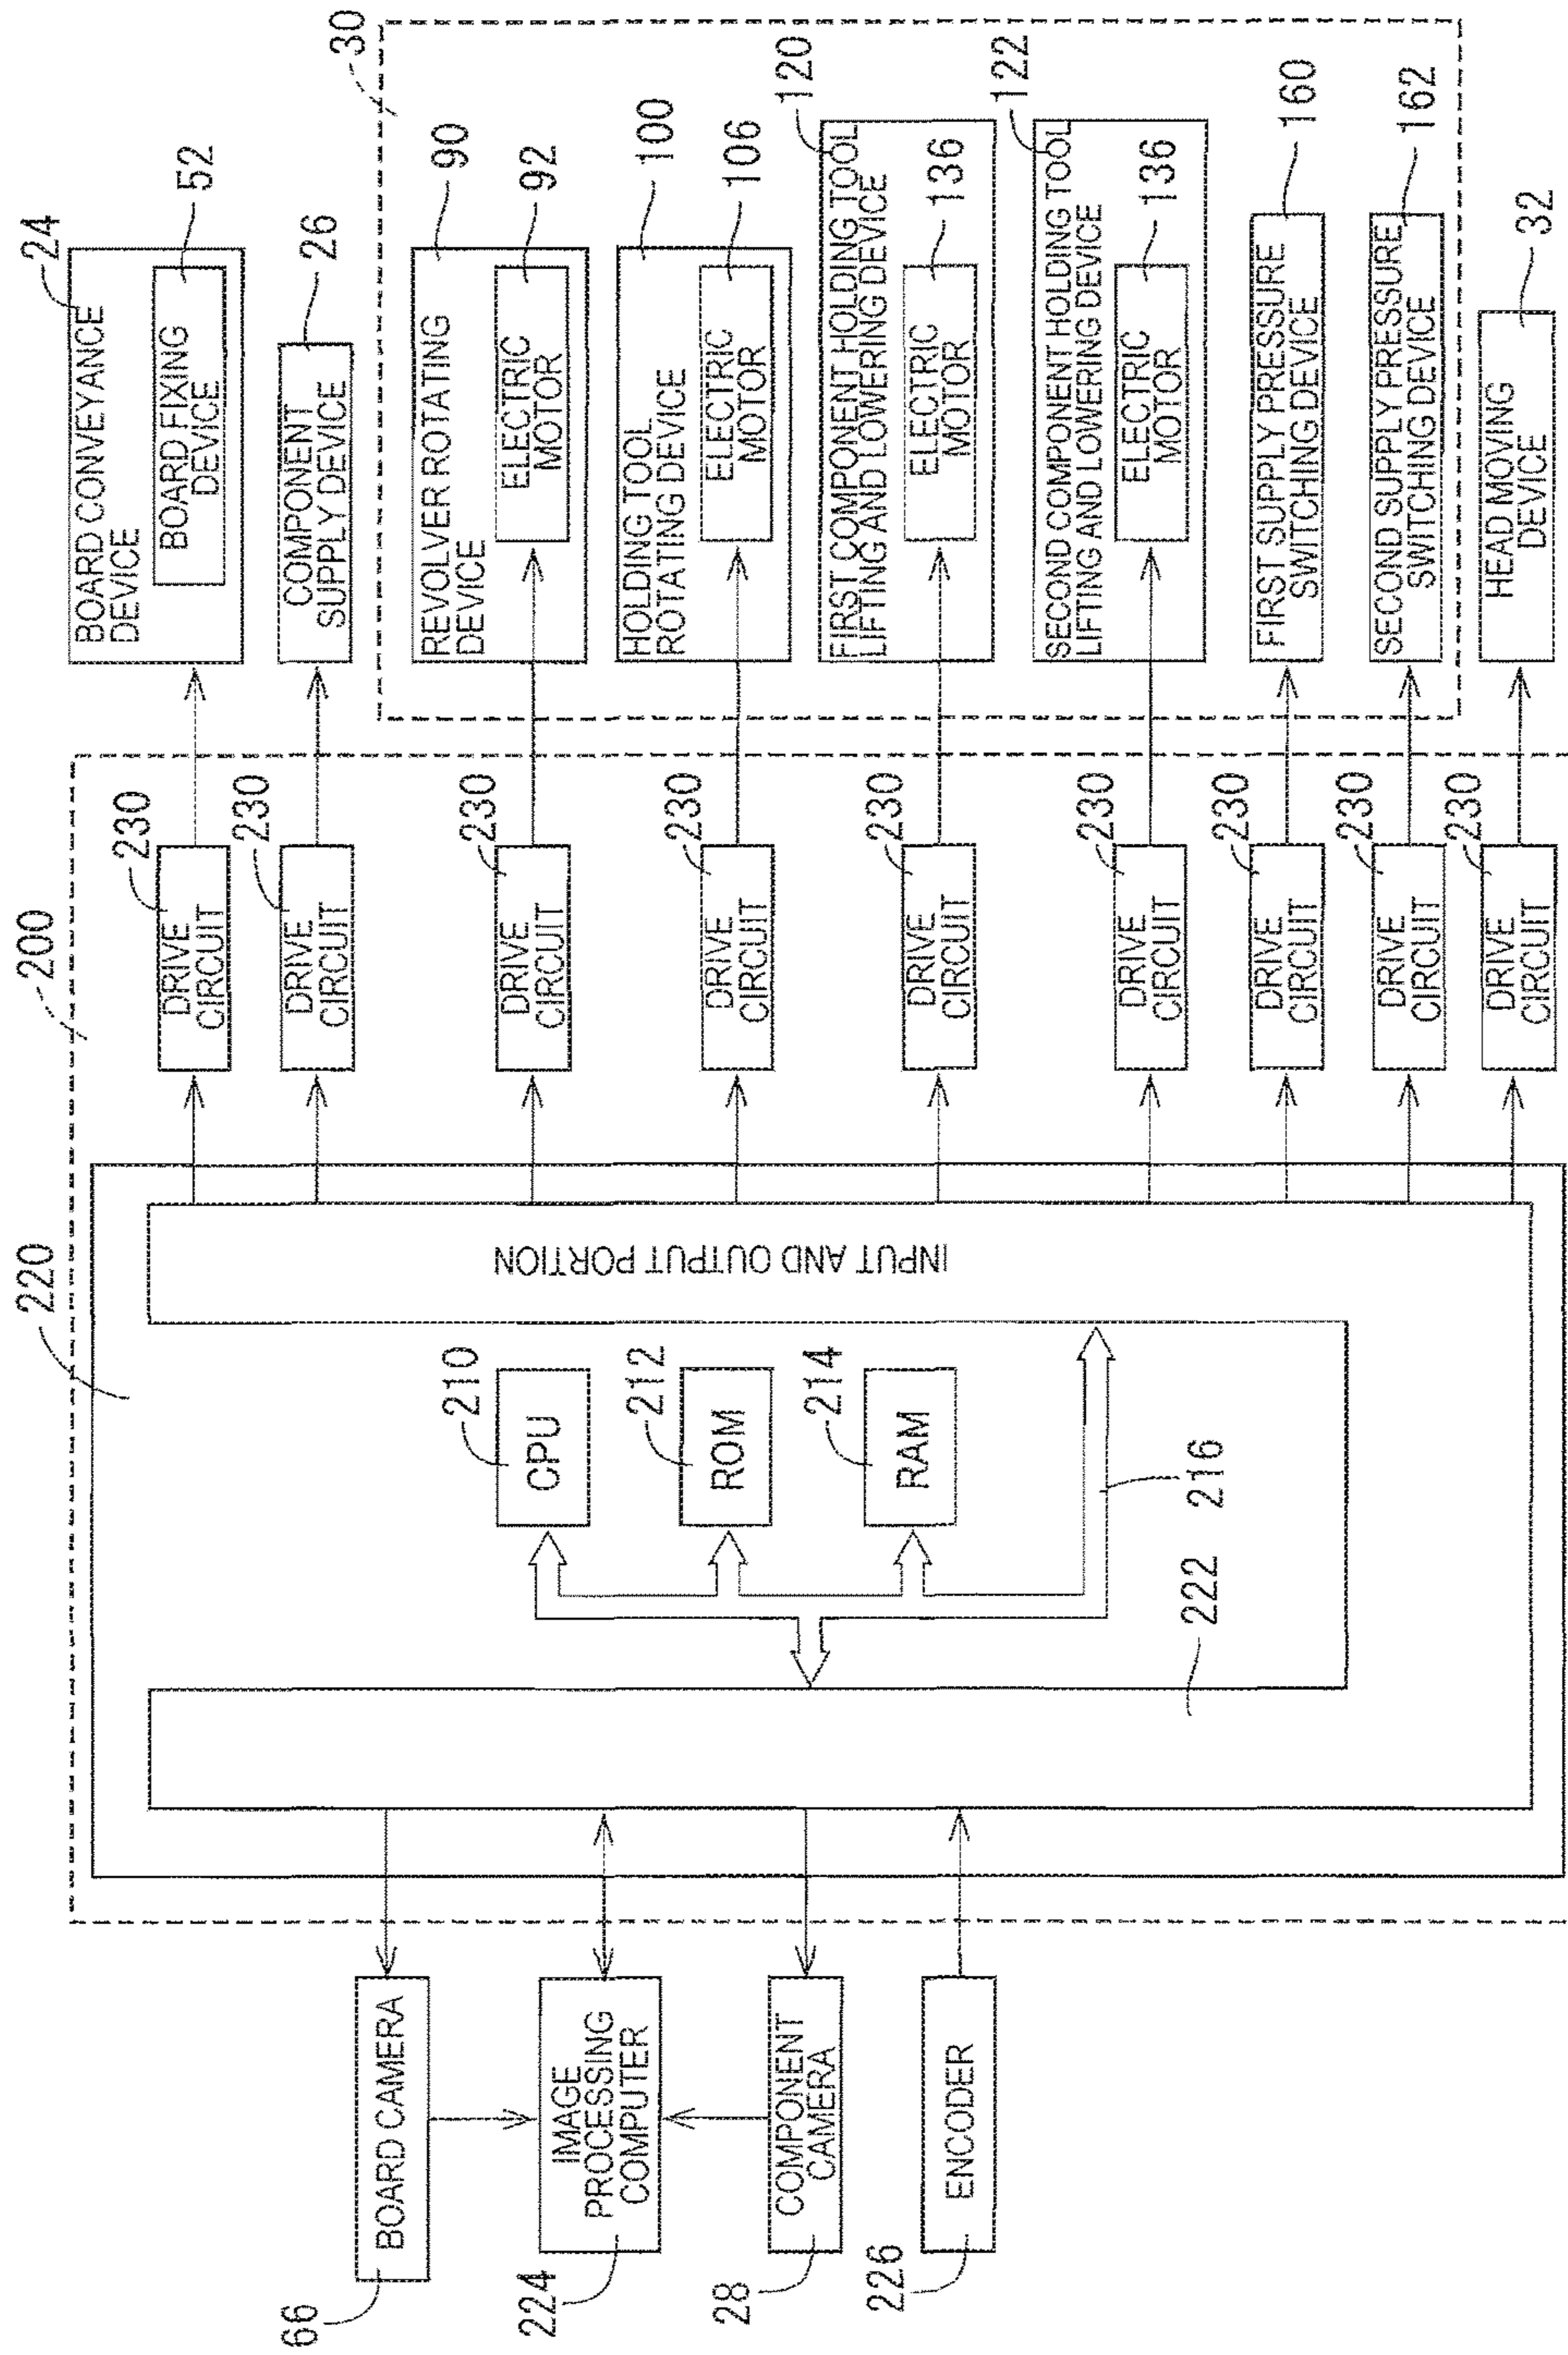 200
220
66
BOARD CAMERA
224
IMAGE
PROCESSING
COMPUTER
28
COMPONENT
CAMERA
226
ENCODER
222
216
CPU
210
ROM
212
RAM
214
INPUT AND OUTPUT PORTION
DRIVE
CIRCUIT
230
DRIVE
CIRCUIT
230
DRIVE
CIRCUIT
230
DRIVE
CIRCUIT
230
DRIVE
CIRCUIT
230
DRIVE
CIRCUIT
230
DRIVE
CIRCUIT
230
DRIVE
CIRCUIT
230
DRIVE
CIRCUIT
230
BOARD CONVEYANCE
DEVICE
24
BOARD FIXING
DEVICE
52
COMPONENT
SUPPLY DEVICE
26
30
REVOLVER ROTATING
DEVICE
90
ELECTRIC
MOTOR
92
HOLDING TOOL
ROTATING DEVICE
100
ELECTRIC
MOTOR
106
FIRST COMPONENT HOLDING TOOL
LIFTING AND LOWERING DEVICE
120
ELECTRIC
MOTOR
136
SECOND COMPONENT HOLDING TOOL
LIFTING AND LOWERING DEVICE
122
ELECTRIC
MOTOR
136
FIRST SUPPLY PRESSURE
SWITCHING DEVICE
160
SECOND SUPPLY PRESSURE
SWITCHING DEVICE
162
HEAD MOVING
DEVICE
32